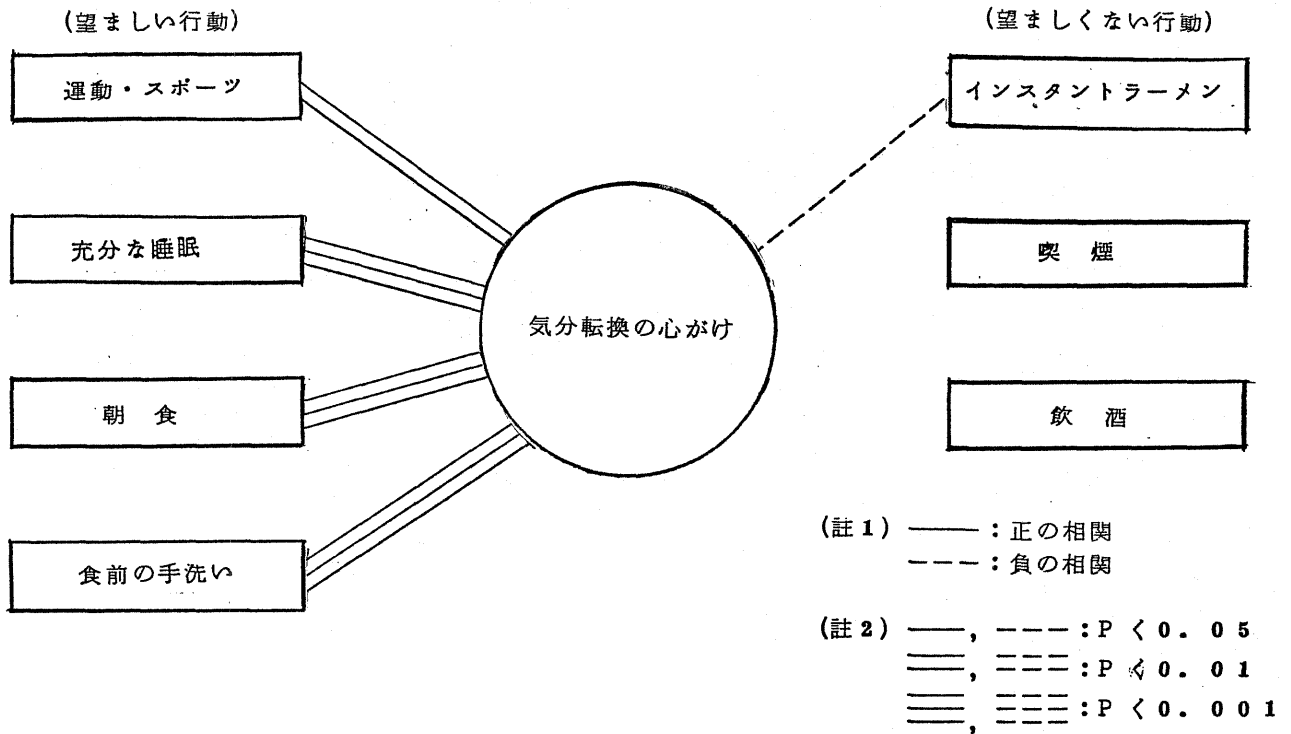 (望ましい行動)
運動・スポーツ
充分な睡眠
朝 食
食前の手洗い
気分転換の心がけ
(望ましくない行動)
インスタントラーメン
喫 煙
飲 酒
(註1) ――― : 正の相関
--- : 負の相関
(註2) ――, --- : P < 0. 05
, : P < 0. 01
, : P < 0. 001